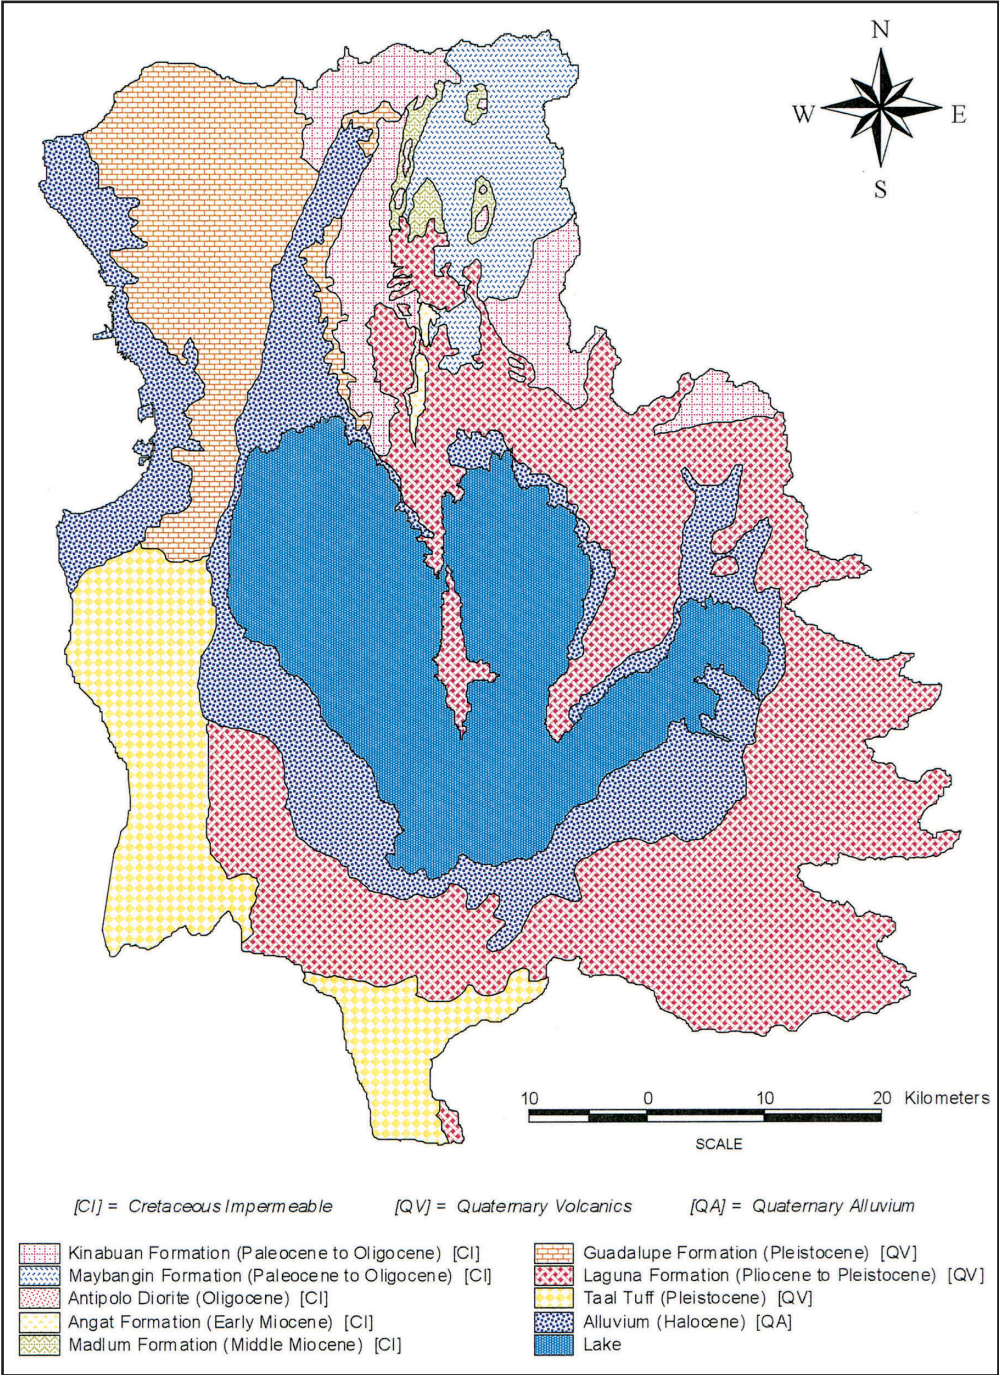 N
W E
S
10 0 10 20 Kilometers
SCALE
[CI] = Cretaceous Impermeable [QV] = Quaternary Volcanics [QA] = Quaternary Alluvium
Kinabuan Formation (Paleocene to Oligocene) [CI]
Maybangin Formation (Paleocene to Oligocene) [CI]
Antipolo Diorite (Oligocene) [CI]
Angat Formation (Early Miocene) [CI]
Madlum Formation (Middle Miocene) [CI]
Guadalupe Formation (Pleistocene) [QV]
Laguna Formation (Pliocene to Pleistocene) [QV]
Taal Tuff (Pleistocene) [QV]
Alluvium (Halocene) [QA]
Lake